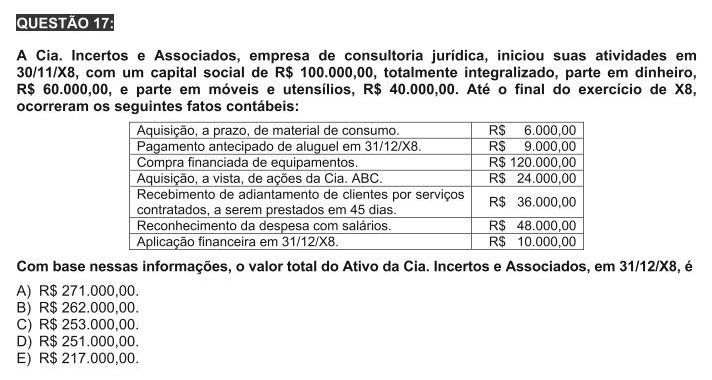 QUESTÃO 17:
A Cia. Incertos e Associados, empresa de consultoria jurídica, iniciou suas atividades em
30/11/X8, com um capital social de R$ 100.000,00, totalmente integralizado, parte em dinheiro,
R$ 60.000,00, e parte em móveis e utensílios, R$ 40.000,00. Até o final do exercício de X8,
ocorreram os seguintes fatos contábeis:
Aquisição, a prazo, de material de consumo. R$ 6.000,00
Pagamento antecipado de aluguel em 31/12/X8. R$ 9.000,00
Compra financiada de equipamentos. R$ 120.000,00
Aquisição, a vista, de ações da Cia. ABC. R$ 24.000,00
Recebimento de adiantamento de clientes por serviços
contratados, a serem prestados em 45 dias. R$ 36.000,00
Reconhecimento da despesa com salários. R$ 48.000,00
Aplicação financeira em 31/12/X8. R$ 10.000,00
Com base nessas informações, o valor total do Ativo da Cia. Incertos e Associados, em 31/12/X8, é
A) R$ 271.000,00.
B) R$ 262.000,00.
C) R$ 253.000,00.
D) R$ 251.000,00.
E) R$ 217.000,00.